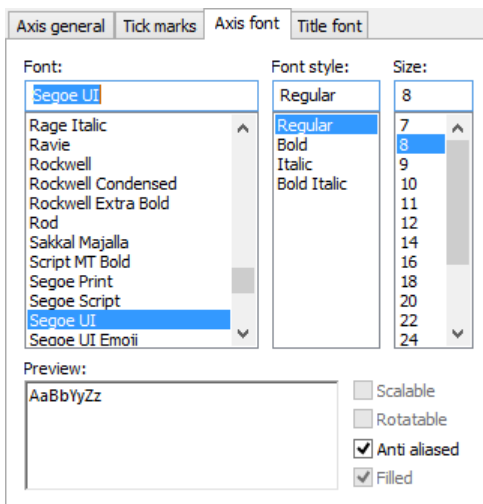 Axis general Tick marks Axis font Title font
Font: Font style: Size:
Segoe UI Regular 8
Rage Italic
Ravie
Rockwell
Rockwell Condensed
Rockwell Extra Bold
Rod
Sakkal Majalla
Script MT Bold
Segoe Print
Segoe Script
Segoe UI
Segoe UI Emoji
Regular
Bold
Italic
Bold Italic
7
8
9
10
11
12
14
16
18
20
22
24
Preview:
AaBbYyZz
Scalable
Rotatable
Anti aliased
Filled